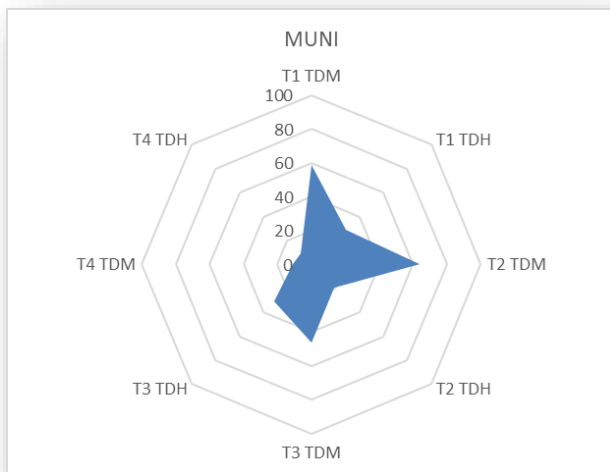 MUNI
T1 TDM
100
T4 TDH
80
T1 TDH
60
40
20
T4 TDM
0
T2 TDM
T3 TDH
T2 TDH
T3 TDM